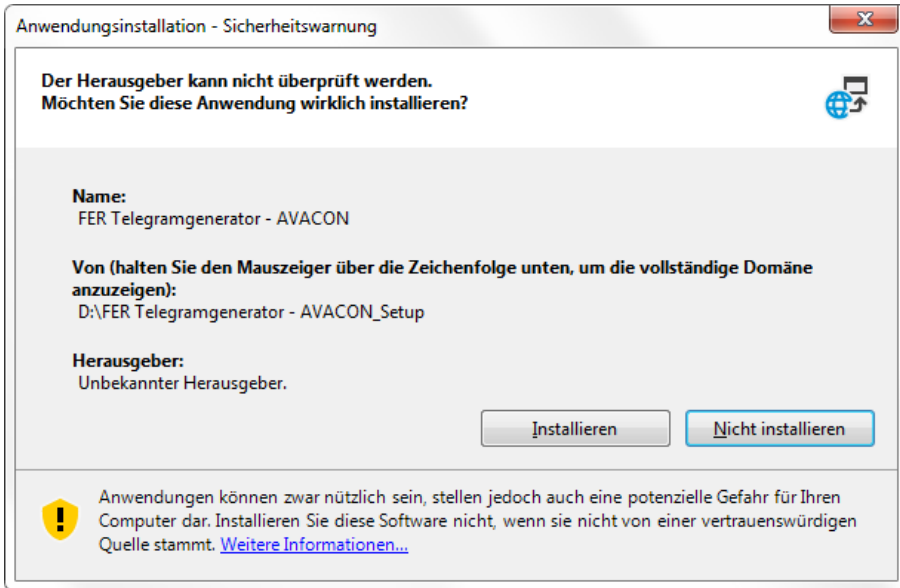 Anwendungsinstallation - Sicherheitswarnung
Der Herausgeber kann nicht überprüft werden.
Möchten Sie diese Anwendung wirklich installieren?
Name:
FER Telegramgenerator - AVACON
Von (halten Sie den Mauszeiger über die Zeichenfolge unten, um die vollständige Domäne
anzuzeigen):
D:\FER Telegramgenerator - AVACON_Setup
Herausgeber:
Unbekannter Herausgeber.
Installieren
Nicht installieren
Anwendungen können zwar nützlich sein, stellen jedoch auch eine potenzielle Gefahr für Ihren
Computer dar. Installieren Sie diese Software nicht, wenn sie nicht von einer vertrauenswürdigen
Quelle stammt. Weitere Informationen...